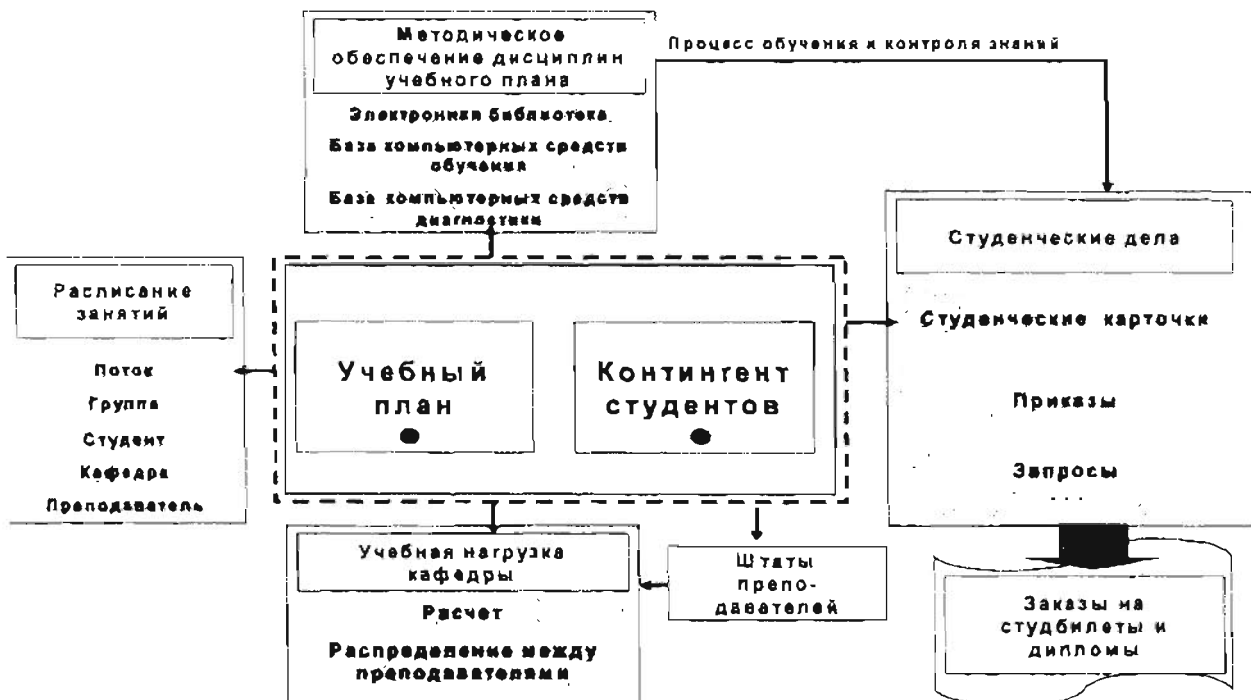 Методическое
обеспечение дисциплин
учебного плана
Электронная библиотека
База компьютерных средств
обучения
База компьютерных средств
диагностики
Процесс обучения и контроля знаний
Студенческие дела
Студенческие карточки
Приказы
Запросы
...
Расписание
занятий
Поток
Группа
Студент
Кафедра
Преподаватель
Учебный
план
Контингент
студентов
Учебная нагрузка
кафедры
Расчет
Распределение между
преподавателями
Штаты
препо-
давателей
Заказы на
студбилеты и
дипломы